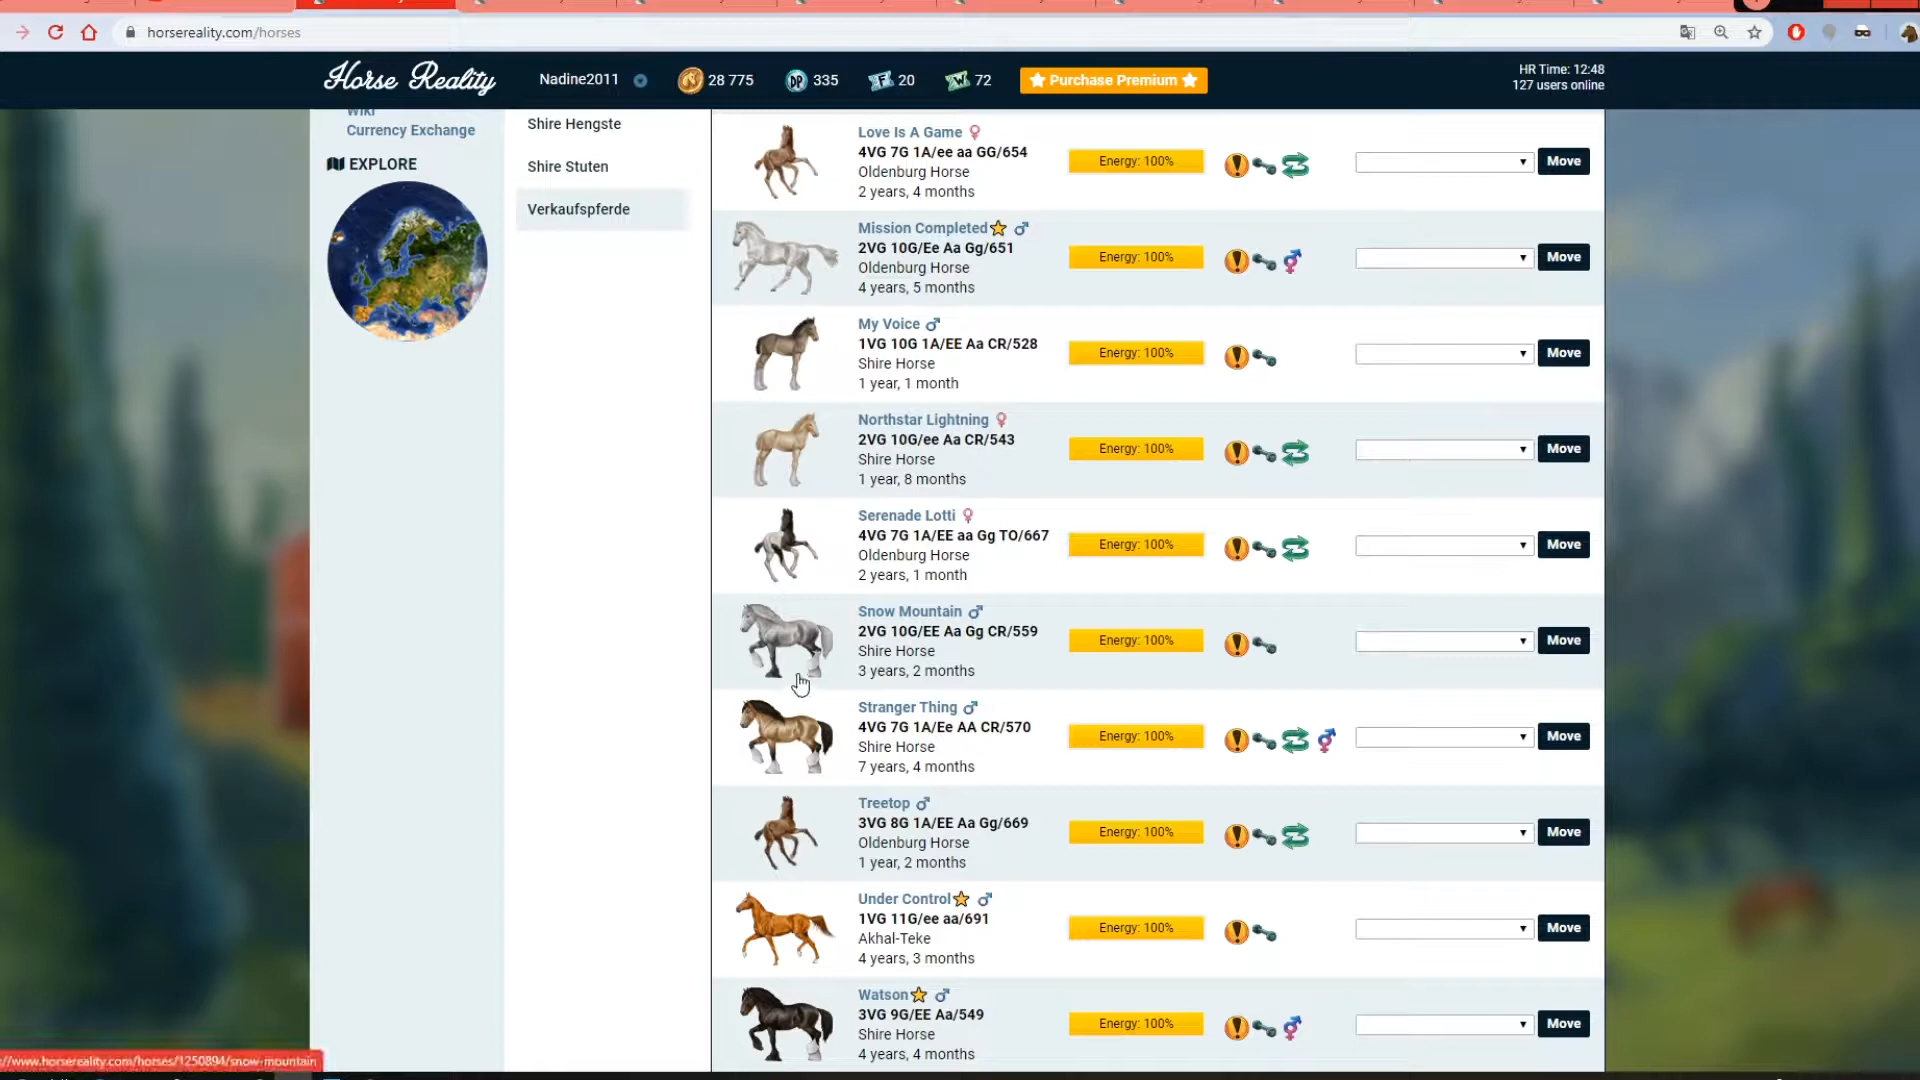 horsereality.com/horses
Horse Reality
Nadine2011
28 775
DP
335
20
72
Purchase Premium
HR Time: 12:48
127 users online
Wiki
Currency Exchange
EXPLORE
Shire Hengste
Shire Stuten
Verkaufspferde
Love Is A Game
4VG 7G 1A/ee aa GG/654
Oldenburg Horse
2 years, 4 months
Energy: 100%
Move
Mission Completed
2VG 10G/Ee Aa Gg/651
Oldenburg Horse
4 years, 5 months
Energy: 100%
Move
My Voice
1VG 10G 1A/EE Aa CR/528
Shire Horse
1 year, 1 month
Energy: 100%
Move
Northstar Lightning
2VG 10G/ee Aa CR/543
Shire Horse
1 year, 8 months
Energy: 100%
Move
Serenade Lotti
4VG 7G 1A/EE aa Gg TO/667
Oldenburg Horse
2 years, 1 month
Energy: 100%
Move
Snow Mountain
2VG 10G/EE Aa Gg CR/559
Shire Horse
3 years, 2 months
Energy: 100%
Move
Stranger Thing
4VG 7G 1A/Ee AA CR/570
Shire Horse
7 years, 4 months
Energy: 100%
Move
Treetop
3VG 8G 1A/EE Aa Gg/669
Oldenburg Horse
1 year, 2 months
Energy: 100%
Move
Under Control
1VG 11G/ee aa/691
Akhal-Teke
4 years, 3 months
Energy: 100%
Move
Watson
3VG 9G/EE Aa/549
Shire Horse
4 years, 4 months
Energy: 100%
Move
//www.horsereality.com/horses/1250894/snow-mountain